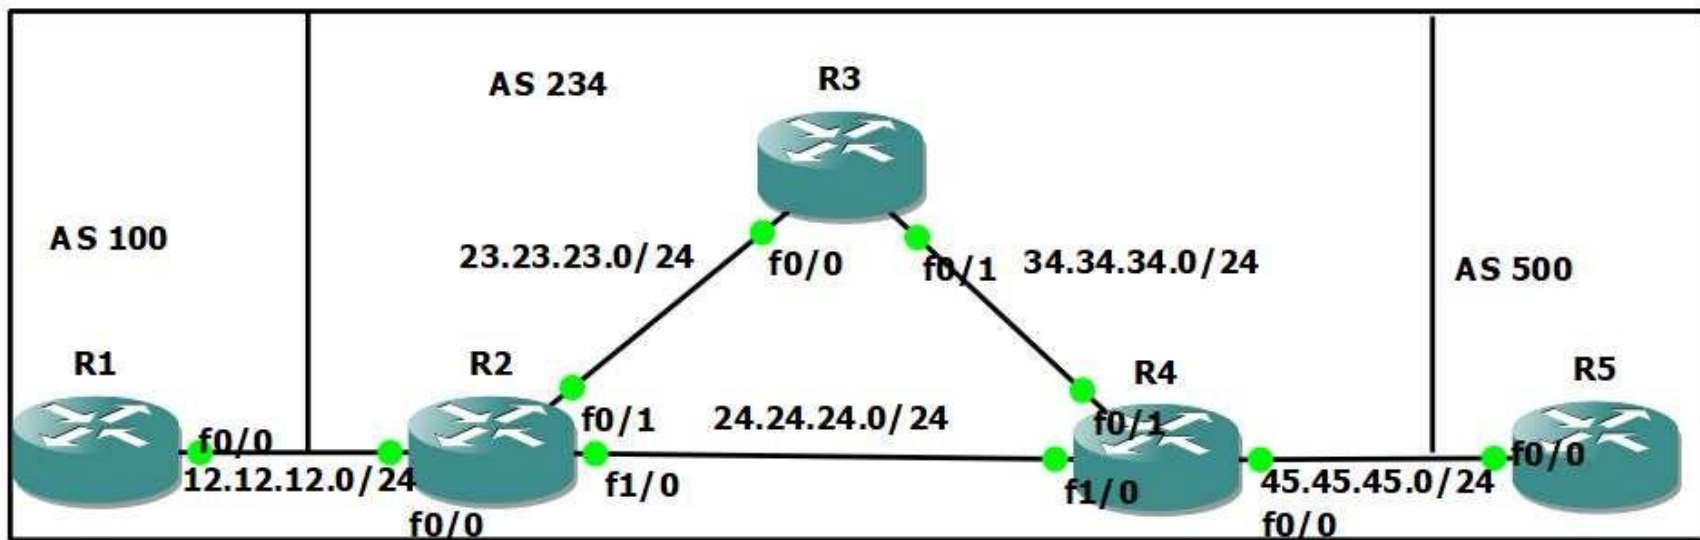 R3
AS 234
AS 100
23.23.23.0/24
f0/0
f0/1
34.34.34.0/24
AS 500
R1
R2
R4
R5
f0/1
24.24.24.0/24
f0/1
f0/0
f0/0
12.12.12.0/24
f1/0
f1/0
45.45.45.0/24
f0/0
f0/0